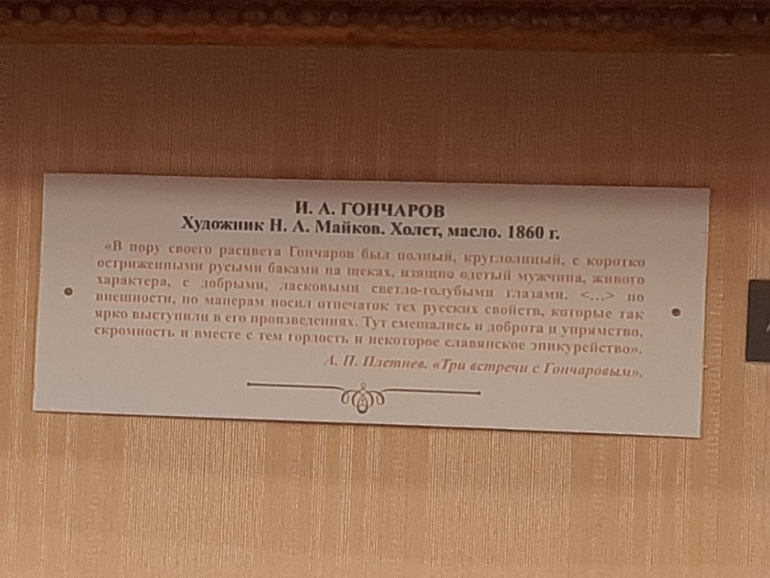 И. А. ГОНЧАРОВ
Художник Н. А. Майков. Холст, масло. 1860 г.
«В пору своего расцвета Гончаров был полный, круглолицый, с коротко
остриженными русыми баками на щеках, изящно одетый мужчина, живого
характера, с добрыми, ласковыми светло-голубыми глазами. <...> по
внешности, по манерам носил отпечаток тех русских свойств, которые так
ярко выступили в его произведениях. Тут смешались и доброта и упрямство,
скромность и вместе с тем гордость и некоторое славянское эпикурейство».
А. П. Плетнев. «Три встречи с Гончаровым».